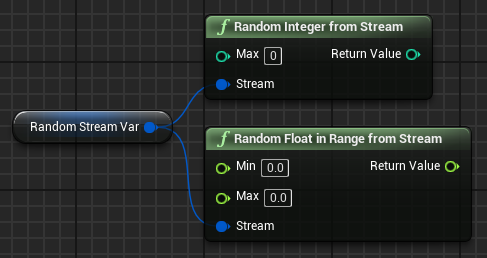 Random Integer from Stream
Max 0 Return Value
Stream
Random Stream Var
Random Float in Range from Stream
Min 0.0 Return Value
Max 0.0
Stream